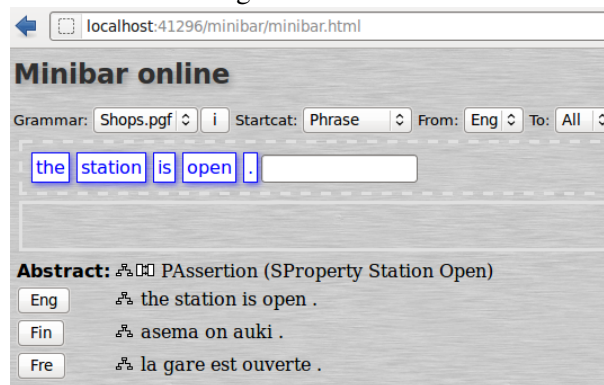 localhost:41296/minibar/minibar.html
Minibar online
Grammar: Shops.pgf i Startcat: Phrase From: Eng To: All
the station is open .
Abstract: PAssertion (SProperty Station Open)
Eng the station is open .
Fin asema on auki .
Fre la gare est ouverte .